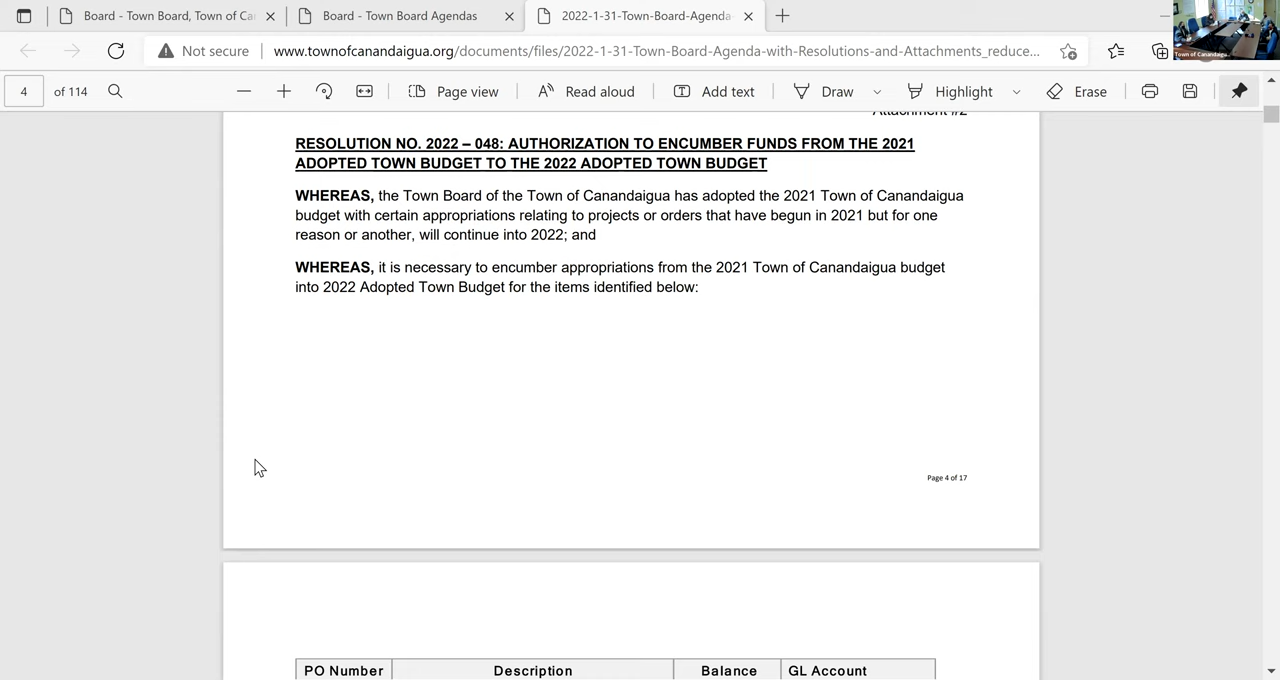 Board - Town Board, Town of Ca
Board - Town Board Agendas
2022-1-31-Town-Board-Agenda-
Not secure
www.townofcanandaigua.org/documents/files/2022-1-31-Town-Board-Agenda-with-Resolutions-and-Attachments_reduce...
Town of Canandaigu...
4 of 114
Page view
Read aloud
Add text
Draw
Highlight
Erase
Attachment #2
RESOLUTION NO. 2022 – 048: AUTHORIZATION TO ENCUMBER FUNDS FROM THE 2021
ADOPTED TOWN BUDGET TO THE 2022 ADOPTED TOWN BUDGET
WHEREAS, the Town Board of the Town of Canandaigua has adopted the 2021 Town of Canandaigua
budget with certain appropriations relating to projects or orders that have begun in 2021 but for one
reason or another, will continue into 2022; and
WHEREAS, it is necessary to encumber appropriations from the 2021 Town of Canandaigua budget
into 2022 Adopted Town Budget for the items identified below:
Page 4 of 17
PO Number Description Balance GL Account